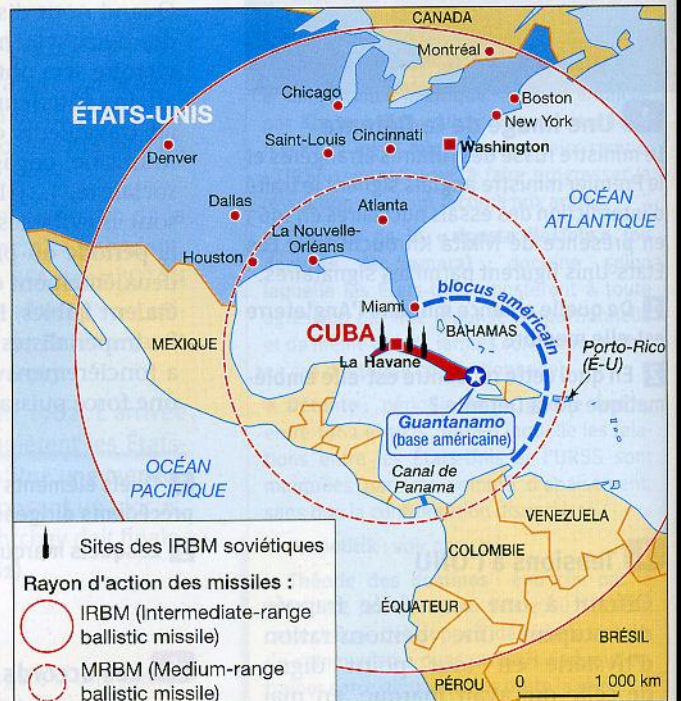 CANADA
Montréal
Chicago
Boston
New York
ÉTATS-UNIS
Saint-Louis
Cincinnati
Washington
Denver
Dallas
Atlanta
OCÉAN
ATLANTIQUE
La Nouvelle-
Orléans
Houston
Miami
blocus américain
CUBA
BAHAMAS
MEXIQUE
La Havane
Porto-Rico
(É-U)
Guantanamo
(base américaine)
OCÉAN
PACIFIQUE
Canal de
Panama
VENEZUELA
Sites des IRBM soviétiques
COLOMBIE
Rayon d'action des missiles :
IRBM (Intermediate-range
ballistic missile)
ÉQUATEUR
BRÉSIL
MRBM (Medium-range
ballistic missile)
PÉROU
0 1 000 km